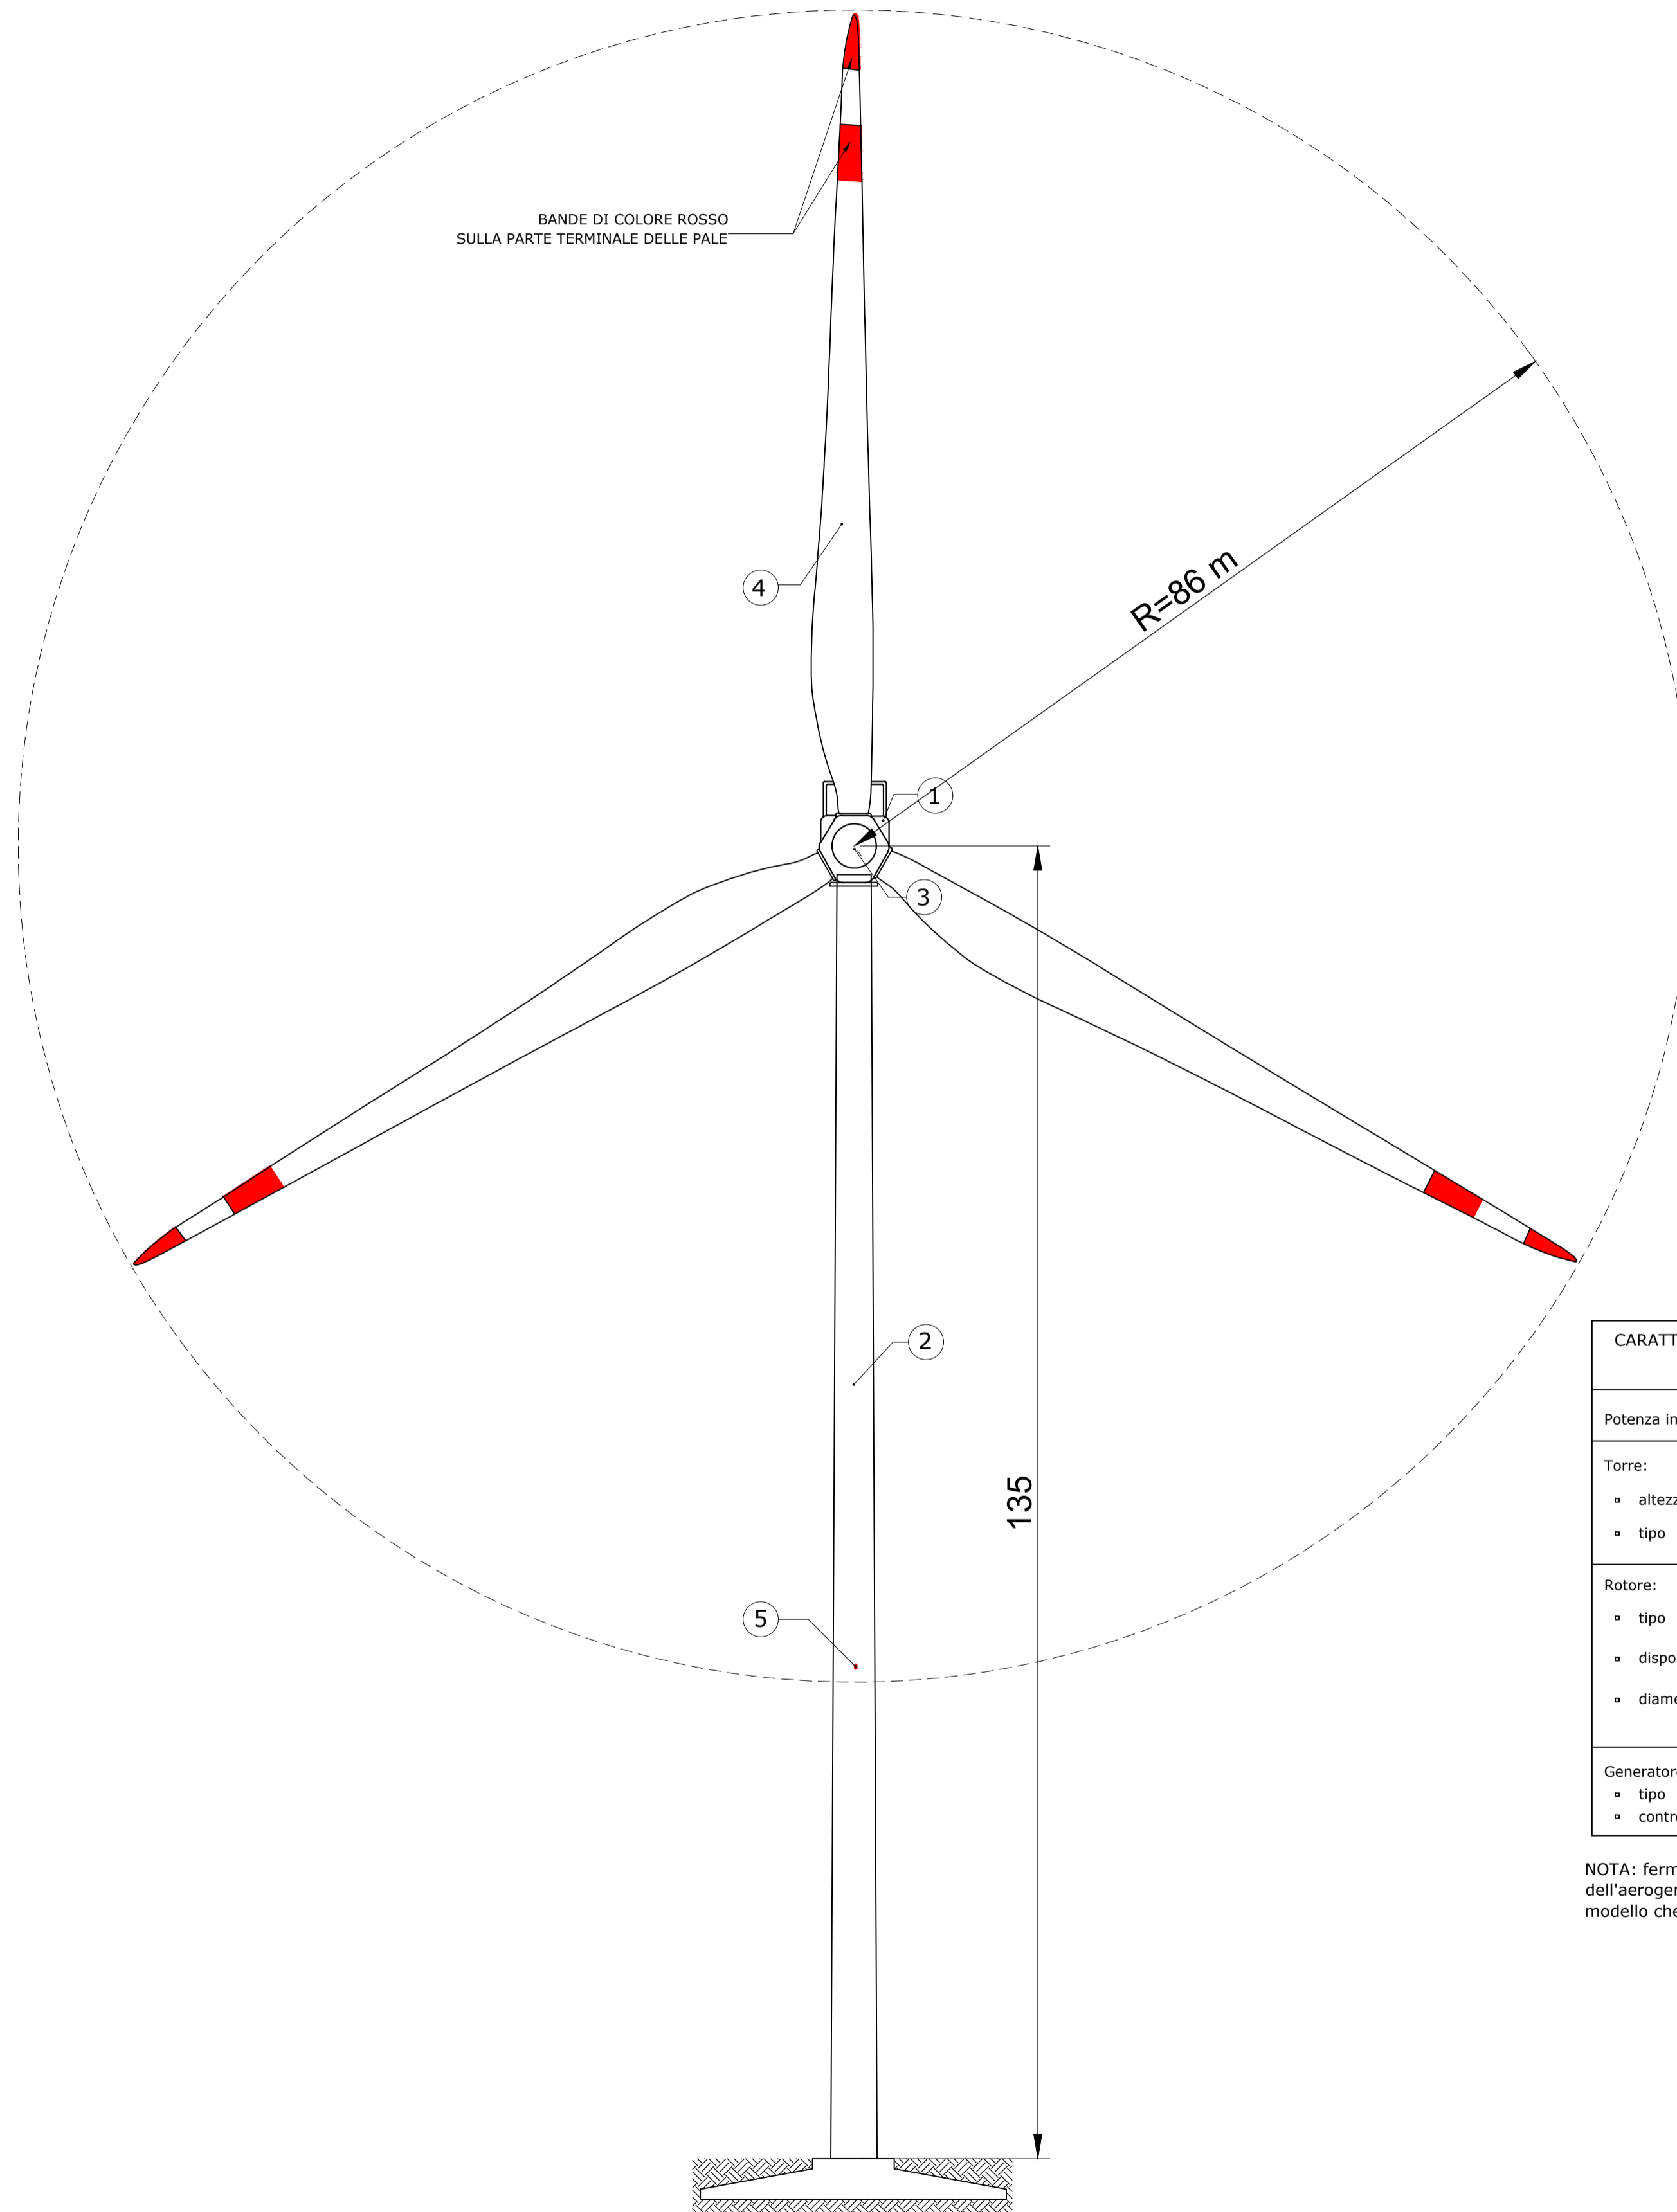 BANDE DI COLORE ROSSO
SULLA PARTE TERMINALE DELLE PALE
R=86 m
4
1
3
2
135
5
CARATT
Potenza in
Torre:
altezz
tipo
Rotore:
tipo
dispo
diame
Generator
tipo
contr
NOTA: ferm
dell'aeroger
modello che